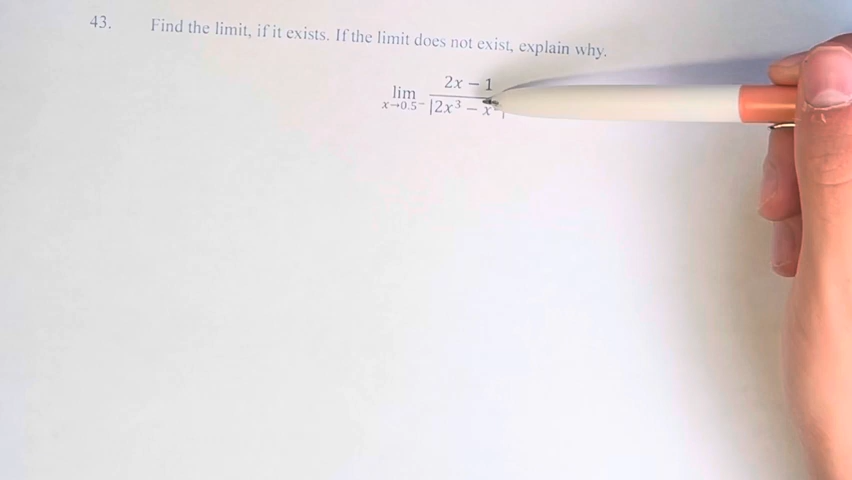 43. Find the limit, if it exists. If the limit does not exist, explain why.
2x − 1
lim
x→0.5⁻ |2x³ − x |